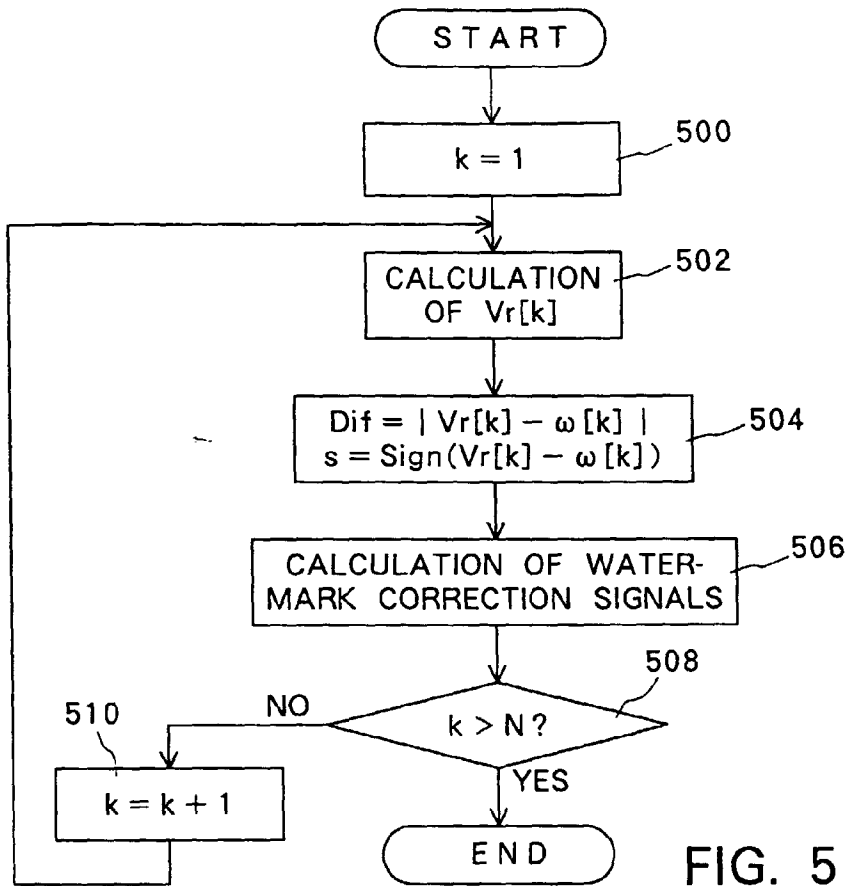 START
k = 1
500
CALCULATION
OF Vr[k]
502
Dif = | Vr[k] − ω[k] |
s = Sign(Vr[k] − ω[k])
504
CALCULATION OF WATER-
MARK CORRECTION SIGNALS
506
k > N?
508
NO
510
k = k + 1
YES
END
FIG. 5